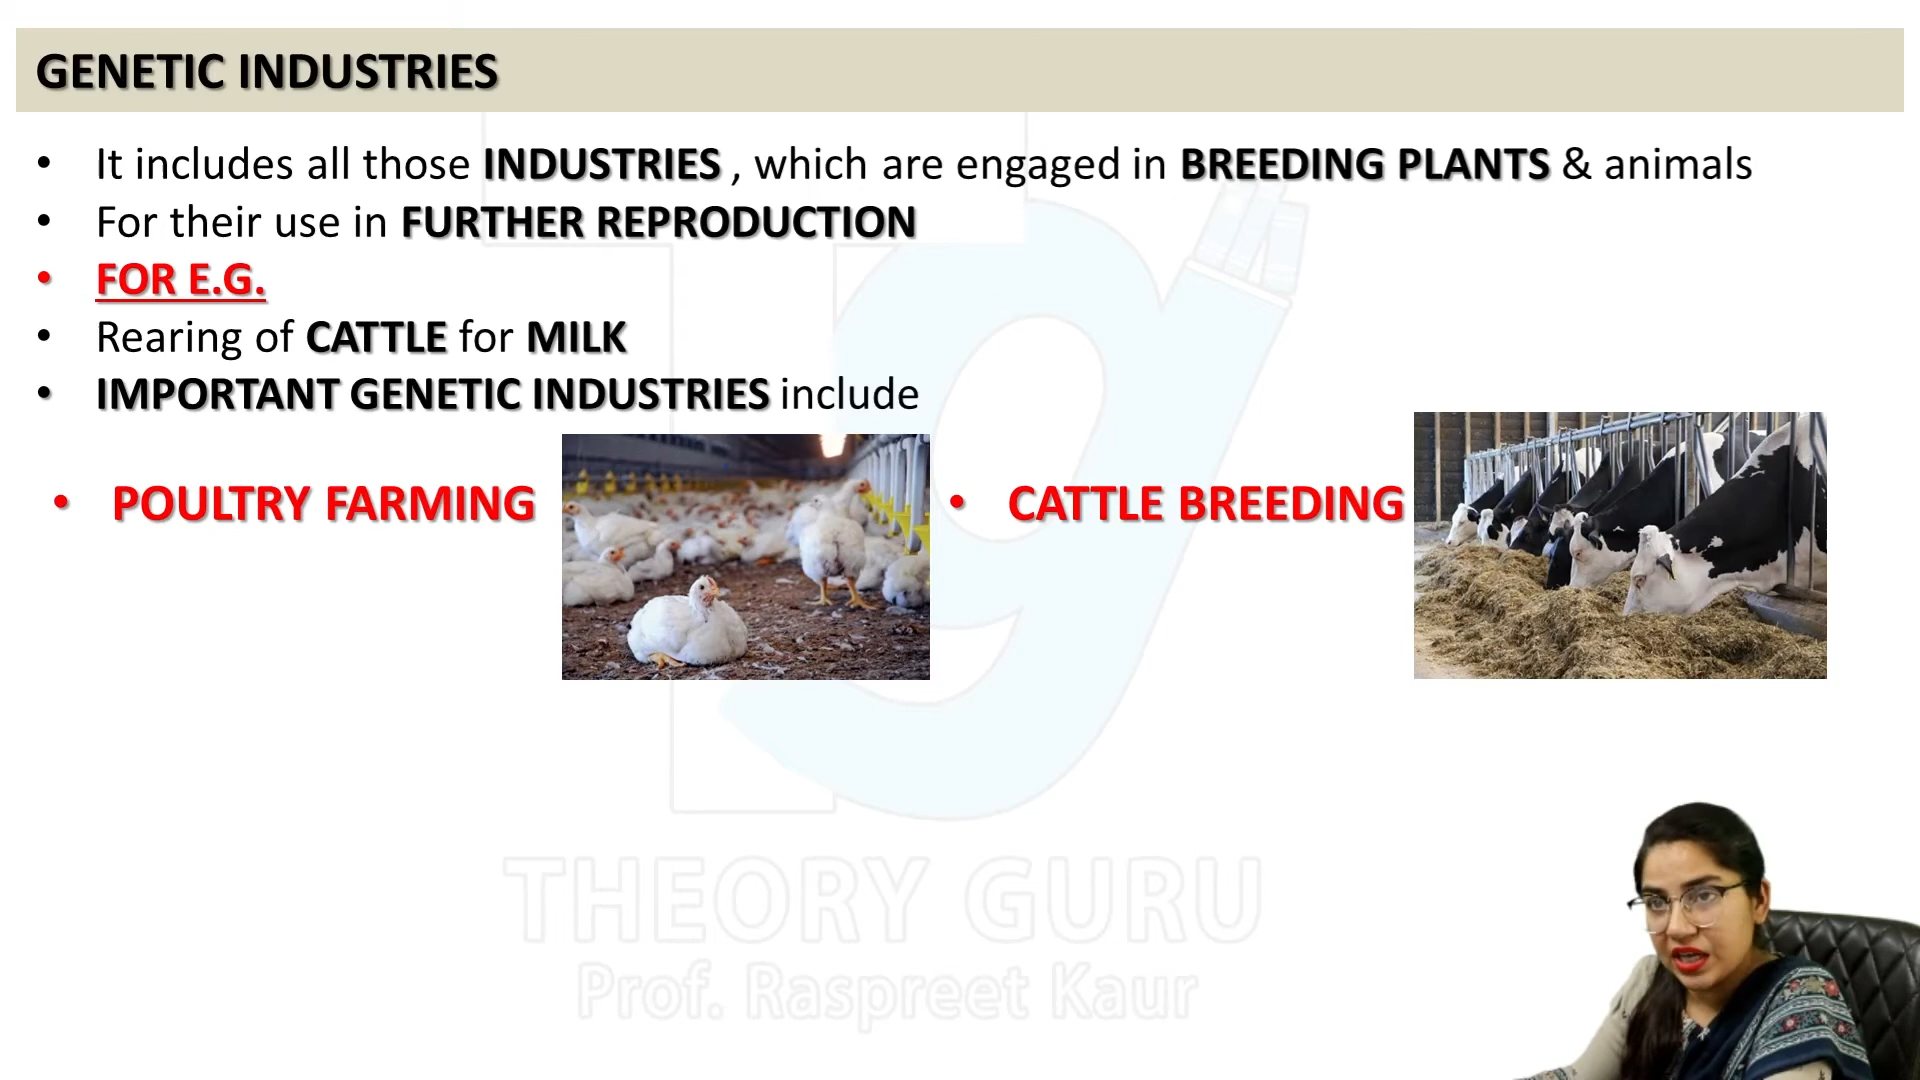 GENETIC INDUSTRIES
• It includes all those INDUSTRIES , which are engaged in BREEDING PLANTS & animals
• For their use in FURTHER REPRODUCTION
• FOR E.G.
• Rearing of CATTLE for MILK
• IMPORTANT GENETIC INDUSTRIES include
• POULTRY FARMING
• CATTLE BREEDING
Tg
THEORY GURU
Prof. Raspreet Kaur